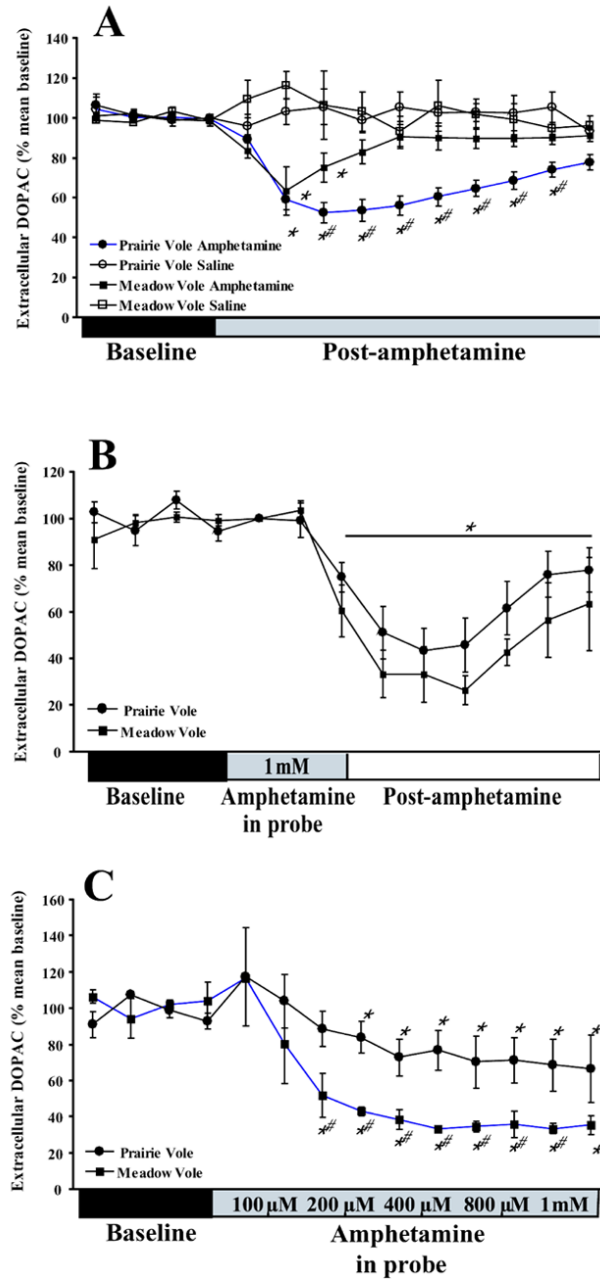 A
Extracellular DOPAC (% mean baseline)
140
120
100
80
60
40
20
0
* * *# *# *# *# *# *# *#
Prairie Vole Amphetamine
Prairie Vole Saline
Meadow Vole Amphetamine
Meadow Vole Saline
Baseline Post-amphetamine
B
Extracellular DOPAC (% mean baseline)
120
100
80
60
40
20
0
*
Prairie Vole
Meadow Vole
1 mM
Baseline Amphetamine Post-amphetamine
in probe
C
Extracellular DOPAC (% mean baseline)
160
140
120
100
80
60
40
20
0
* * * * * * *
*# *# *# *# *# *# *# *
Prairie Vole
Meadow Vole
100 µM 200 µM 400 µM 800 µM 1mM
Baseline Amphetamine
in probe